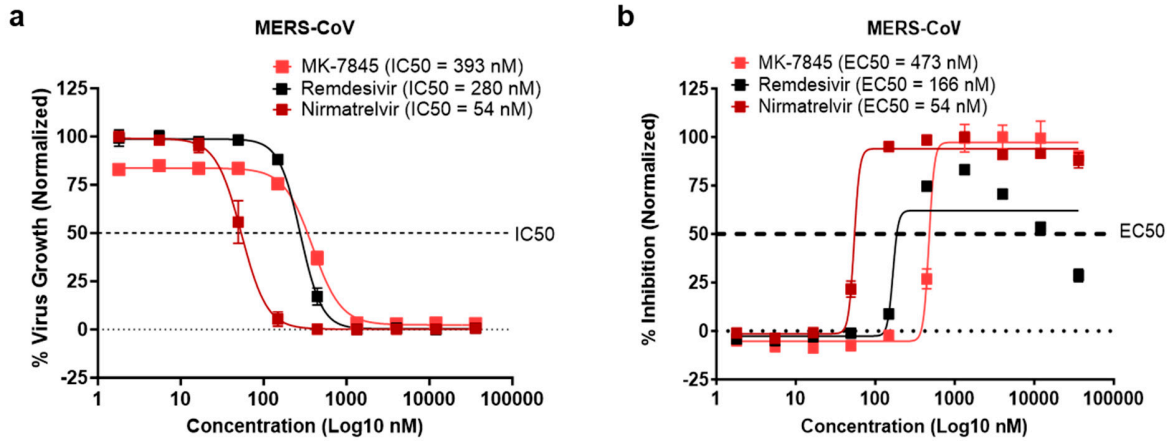 a
MERS-CoV
MK-7845 (IC50 = 393 nM)
Remdesivir (IC50 = 280 nM)
Nirmatrelvir (IC50 = 54 nM)
% Virus Growth (Normalized)
125
100
75
50
25
0
-25
IC50
1
10
100
1000
10000
100000
Concentration (Log10 nM)
b
MERS-CoV
MK-7845 (EC50 = 473 nM)
Remdesivir (EC50 = 166 nM)
Nirmatrelvir (EC50 = 54 nM)
% Inhibition (Normalized)
125
100
75
50
25
0
-25
EC50
1
10
100
1000
10000
100000
Concentration (Log10 nM)